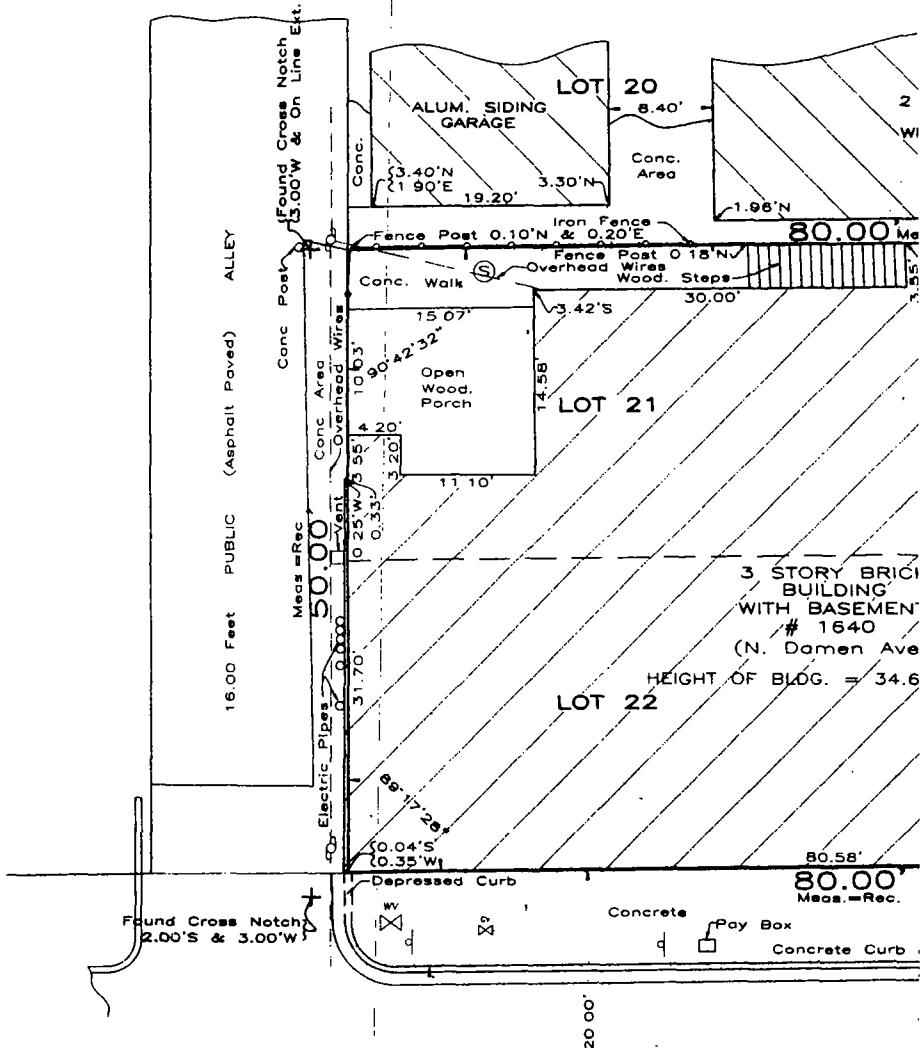 Found Cross Notch
3.00'W & On Line Ext.
LOT 20
8.40'
ALUM. SIDING
GARAGE
2
WI
Conc.
Conc.
Area
3.40'N
1.90'E
19.20'
3.30'N
1.98'N
Iron Fence
Fence Post 0.10'N & 0.20'E
80.00' Me
Fence Post 0 18'N
S
Overhead Wires
Wood. Steps
Conc. Walk
30.00'
3.55'
3.42'S
15 07'
Conc Post
ALLEY
(Asphalt Paved)
16.00 Feet PUBLIC
Conc Area
Overhead Wires
10 03'
90°42'32"
Open
Wood.
Porch
14.58'
LOT 21
4 20'
3 55'
3 20'
11 10'
0 25'W
0.33'
Vent
Meas =Rec
50.00'
3 STORY BRICK
BUILDING
WITH BASEMENT
# 1640
(N. Damen Ave
HEIGHT OF BLDG. = 34.6
31.70'
LOT 22
Electric Pipes
89°17'28"
0.04'S
0.35'W
80.58'
80.00'
Meas.=Rec.
Depressed Curb
Found Cross Notch
2.00'S & 3.00'W
WV
Concrete
Pay Box
Concrete Curb
20 00'